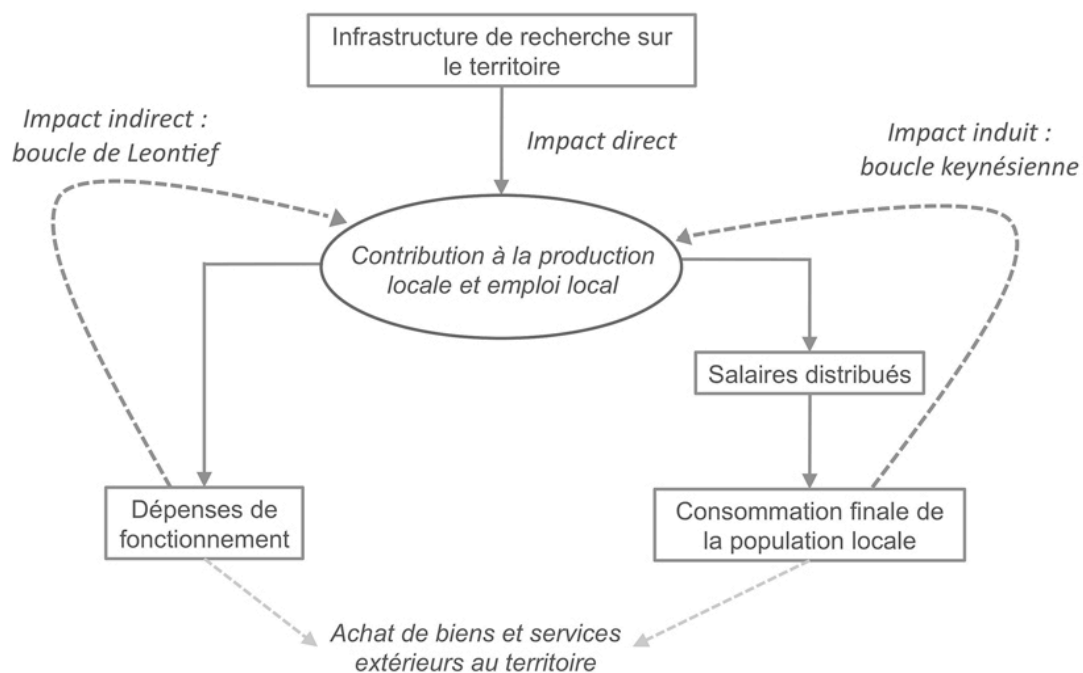 Infrastructure de recherche sur
le territoire
Impact indirect :
boucle de Leontief
Impact direct
Impact induit :
boucle keynésienne
Contribution à la production
locale et emploi local
Salaires distribués
Dépenses de
fonctionnement
Consommation finale de
la population locale
Achat de biens et services
extérieurs au territoire